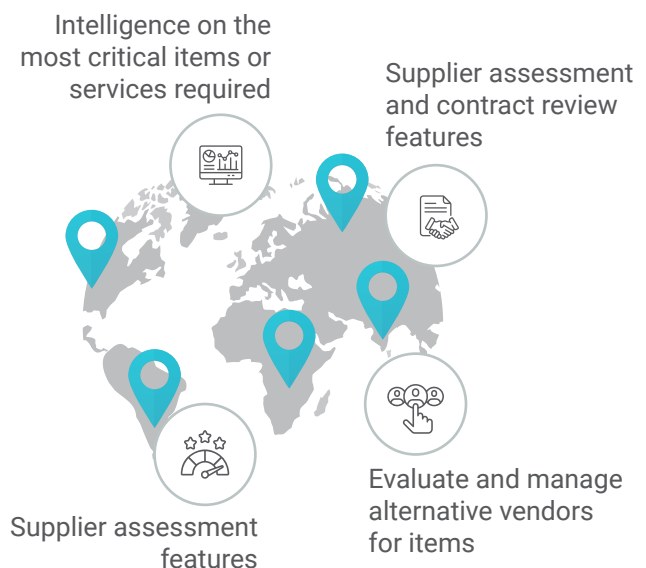 Intelligence on the
most critical items or
services required
Supplier assessment
and contract review
features
Supplier assessment
features
Evaluate and manage
alternative vendors
for items